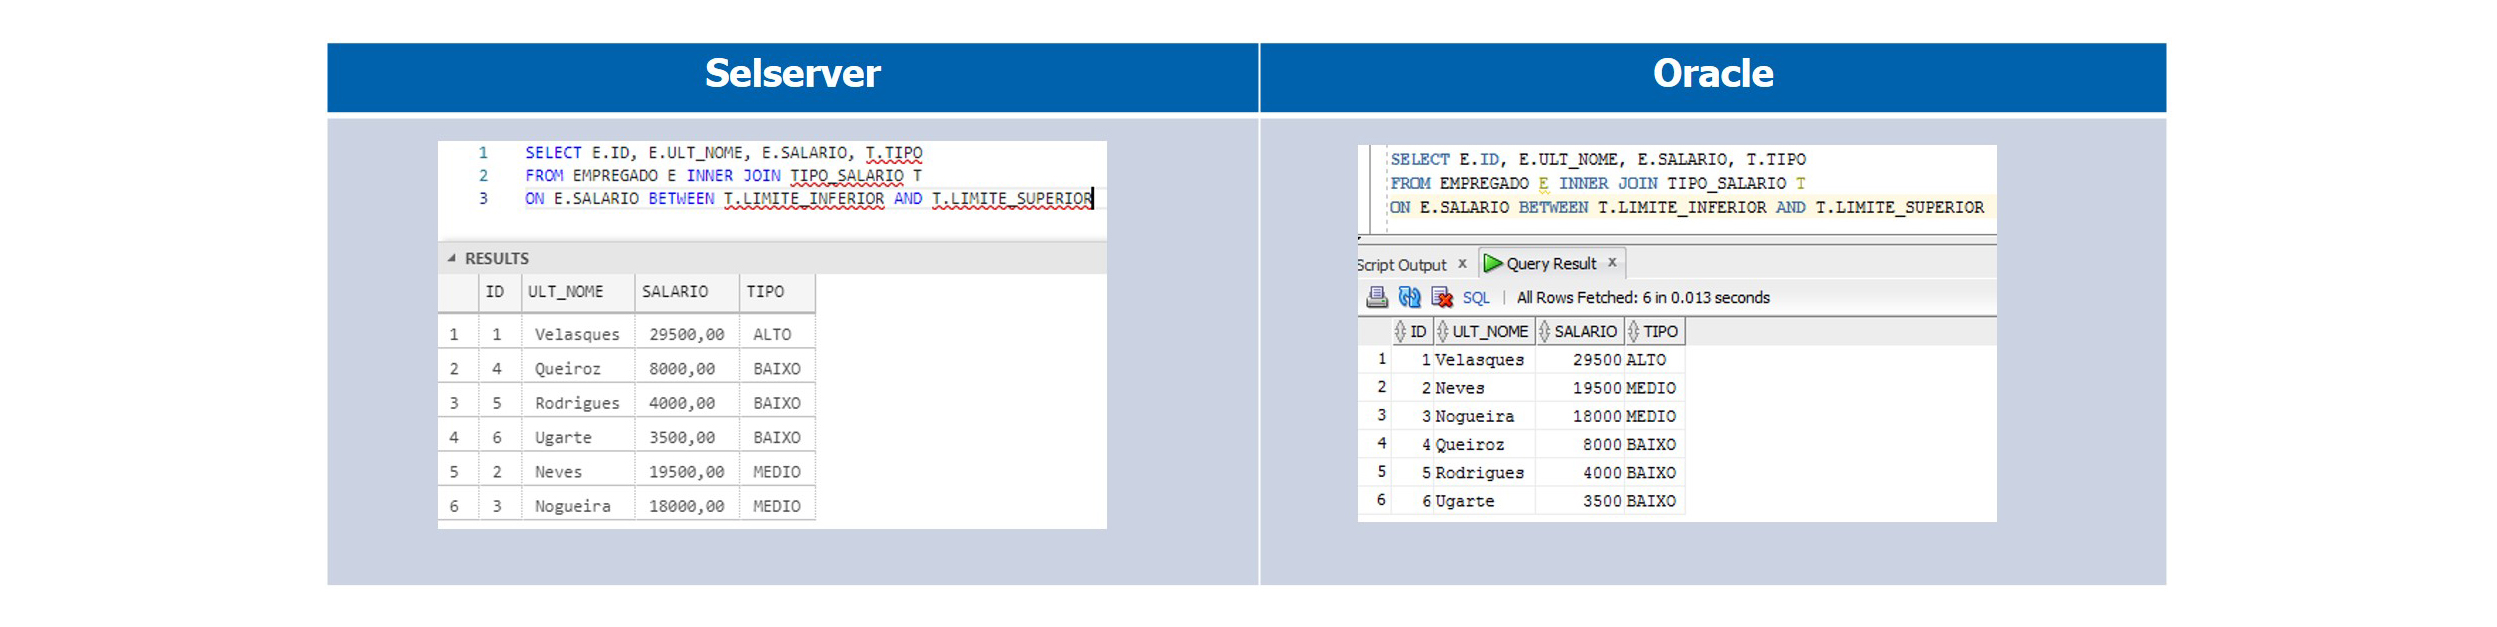 Selserver
1 SELECT E.ID, E.ULT_NOME, E.SALARIO, T.TIPO
2 FROM EMPREGADO E INNER JOIN TIPO_SALARIO T
3 ON E.SALARIO BETWEEN T.LIMITE_INFERIOR AND T.LIMITE_SUPERIOR
RESULTS
ID ULT_NOME SALARIO TIPO
1 1 Velasques 29500,00 ALTO
2 4 Queiroz 8000,00 BAIXO
3 5 Rodrigues 4000,00 BAIXO
4 6 Ugarte 3500,00 BAIXO
5 2 Neves 19500,00 MEDIO
6 3 Nogueira 18000,00 MEDIO
Oracle
SELECT E.ID, E.ULT_NOME, E.SALARIO, T.TIPO
FROM EMPREGADO E INNER JOIN TIPO_SALARIO T
ON E.SALARIO BETWEEN T.LIMITE_INFERIOR AND T.LIMITE_SUPERIOR
Script Output x Query Result x
SQL | All Rows Fetched: 6 in 0.013 seconds
ID ULT_NOME SALARIO TIPO
1 1 Velasques 29500 ALTO
2 2 Neves 19500 MEDIO
3 3 Nogueira 18000 MEDIO
4 4 Queiroz 8000 BAIXO
5 5 Rodrigues 4000 BAIXO
6 6 Ugarte 3500 BAIXO